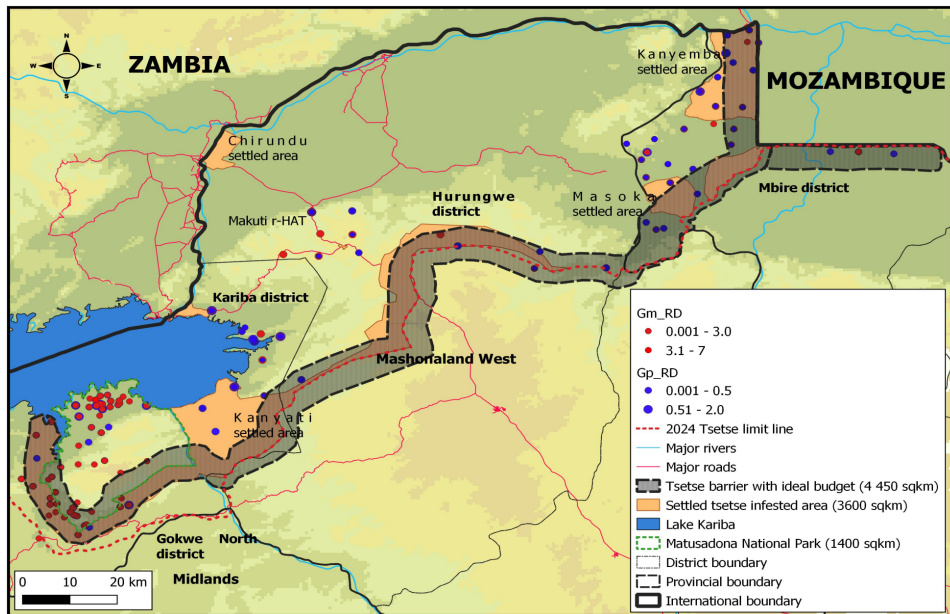 N
W E
S
ZAMBIA
Kanyemba
settled area
MOZAMBIQUE
Chirundu
settled area
Makuti r-HAT
Hurungwe
district
Masoka
settled area
Mbire district
Kariba district
Mashonaland West
Kanyati
settled area
Gokwe North
district
Midlands
0 10 20 km
Gm_RD
0.001 - 3.0
3.1 - 7
Gp_RD
0.001 - 0.5
0.51 - 2.0
2024 Tsetse limit line
Major rivers
Major roads
Tsetse barrier with ideal budget (4 450 sqkm)
Settled tsetse infested area (3600 sqkm)
Lake Kariba
Matusadona National Park (1400 sqkm)
District boundary
Provincial boundary
International boundary